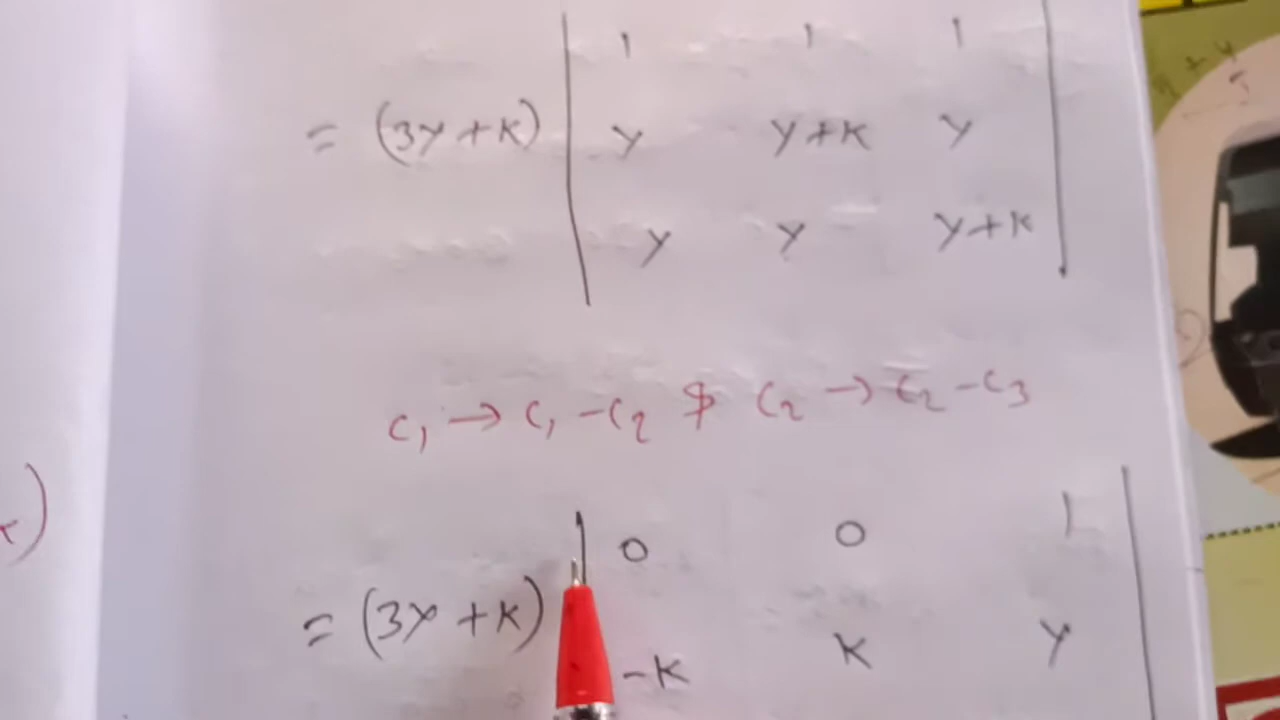 1 1 1
= (3y+k) | y y+k y |
y y y+k
C₁ → C₁ - C₂ & C₂ → C₂ - C₃
0 0 1
= (3y+k) | -k k y |